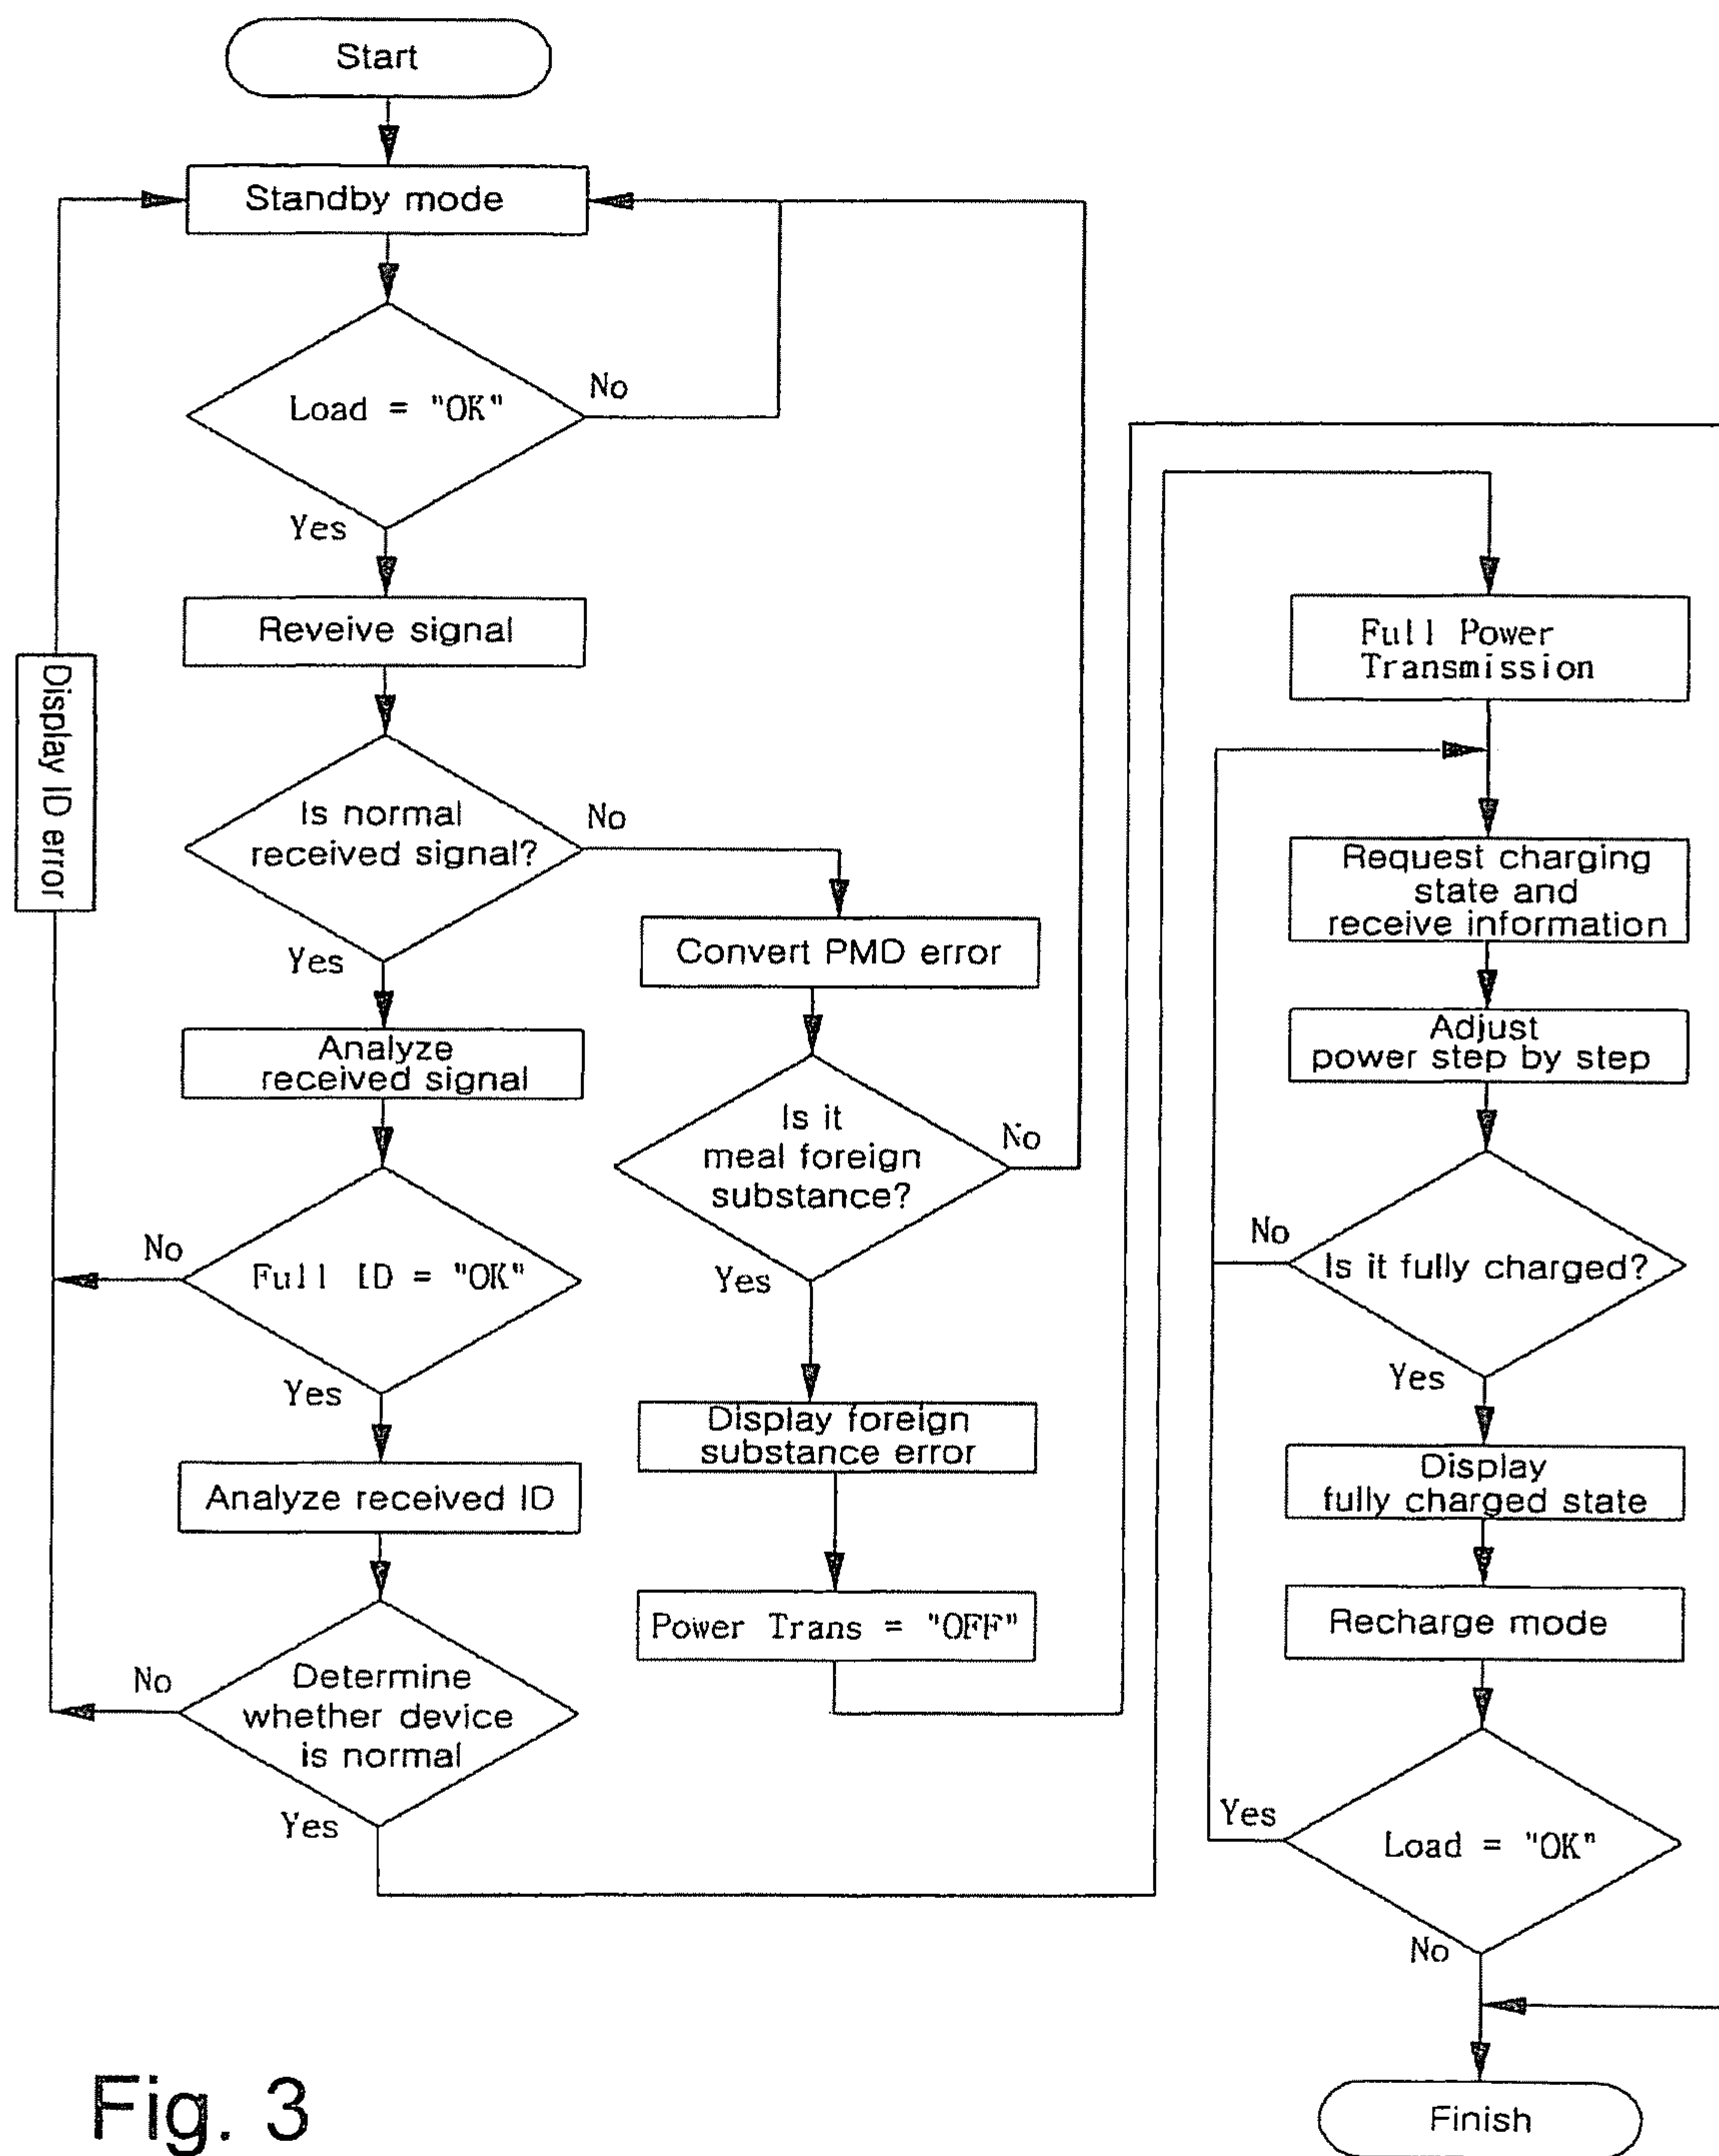 Start
Standby mode
Load = "OK"
No
Yes
Reveive signal
Display ID error
Is normal
received signal?
No
Yes
Analyze
received signal
Full ID = "OK"
No
Yes
Analyze received ID
Determine
whether device
is normal
No
Yes
Convert PMD error
Is it
meal foreign
substance?
No
Yes
Display foreign
substance error
Power Trans = "OFF"
Full Power
Transmission
Request charging
state and
receive information
Adjust
power step by step
Is it fully charged?
No
Yes
Display
fully charged state
Recharge mode
Load = "OK"
Yes
No
Finish
Fig. 3